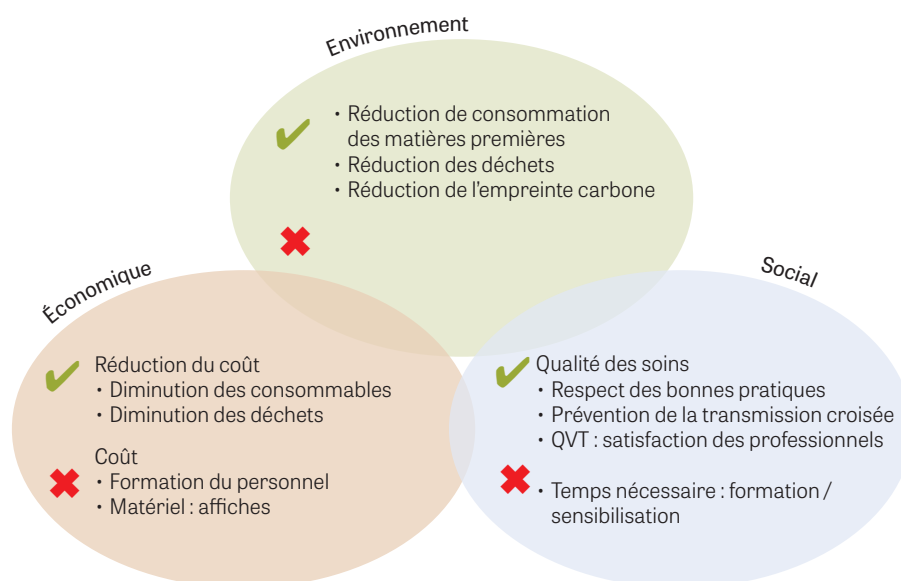 Environnement
• Réduction de consommation
des matières premières
• Réduction des déchets
• Réduction de l'empreinte carbone
Économique
Réduction du coût
• Diminution des consommables
• Diminution des déchets
Coût
• Formation du personnel
• Matériel : affiches
Social
Qualité des soins
• Respect des bonnes pratiques
• Prévention de la transmission croisée
• QVT : satisfaction des professionnels
• Temps nécessaire : formation /
sensibilisation